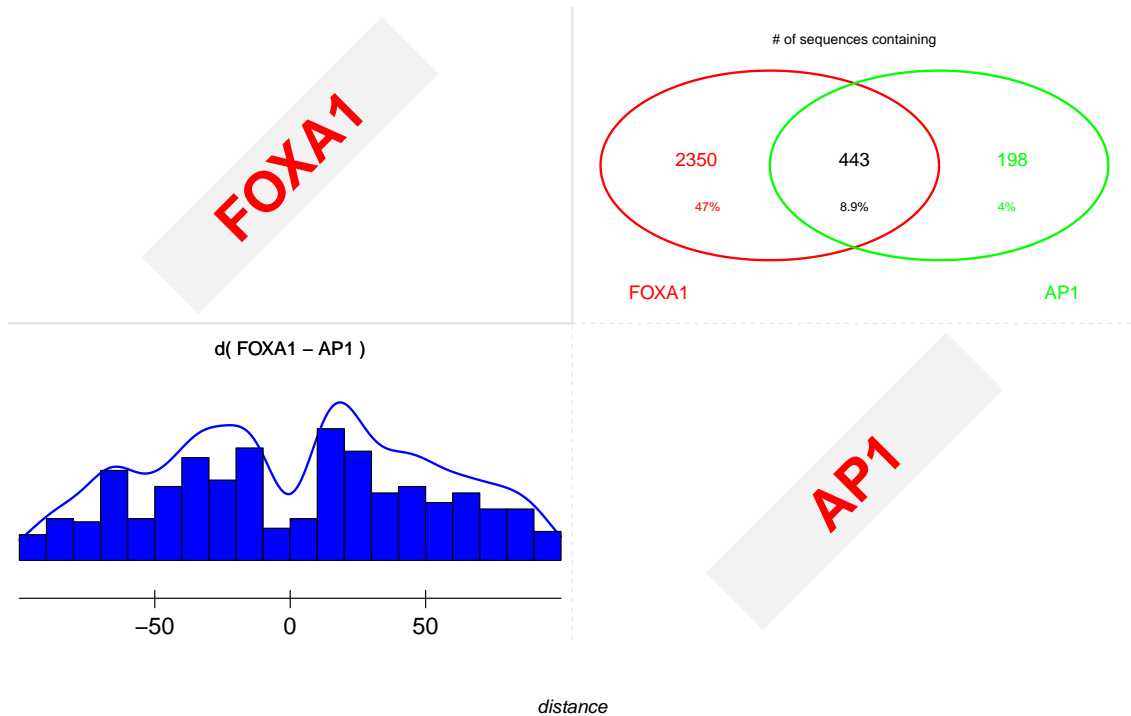 FOXA1
# of sequences containing
2350 443 198
47% 8.9% 4%
FOXA1 AP1
d( FOXA1 – AP1 )
–50 0 50
AP1
distance